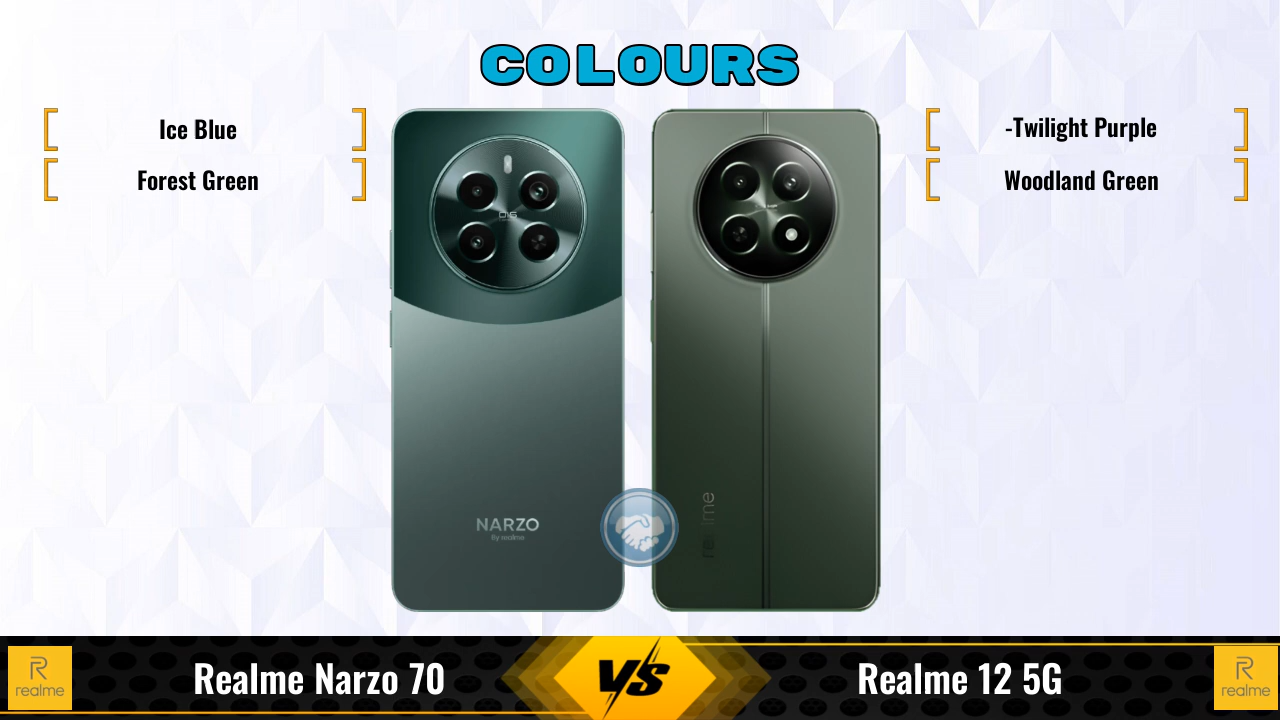 COLOURS
Ice Blue
Forest Green
-Twilight Purple
Woodland Green
NARZO
By realme
realme
Realme Narzo 70
VS
Realme 12 5G
realme
realme